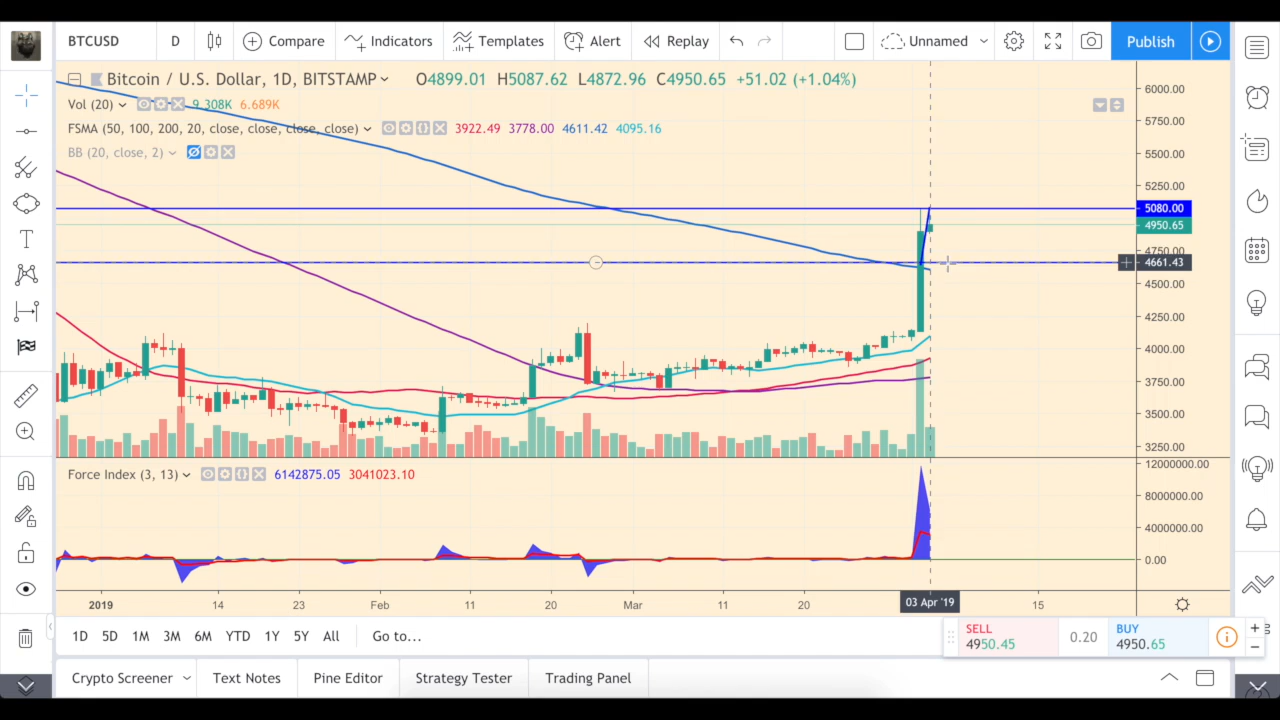 BTCUSD D Compare Indicators Templates Alert Replay Unnamed Publish
Bitcoin / U.S. Dollar, 1D, BITSTAMP O4899.01 H5087.62 L4872.96 C4950.65 +51.02 (+1.04%)
Vol (20) 9.308K 6.689K
FSMA (50, 100, 200, 20, close, close, close, close) 3922.49 3778.00 4611.42 4095.16
BB (20, close, 2)
6000.00
5750.00
5500.00
5250.00
5080.00
4950.65
4750.00
4661.43
4500.00
4250.00
4000.00
3750.00
3500.00
3250.00
Force Index (3, 13) 6142875.05 3041023.10
12000000.00
8000000.00
4000000.00
0.00
2019 14 23 Feb 11 20 Mar 11 20 03 Apr '19 15
1D 5D 1M 3M 6M YTD 1Y 5Y All Go to...
SELL
4950.45
0.20
BUY
4950.65
Crypto Screener Text Notes Pine Editor Strategy Tester Trading Panel